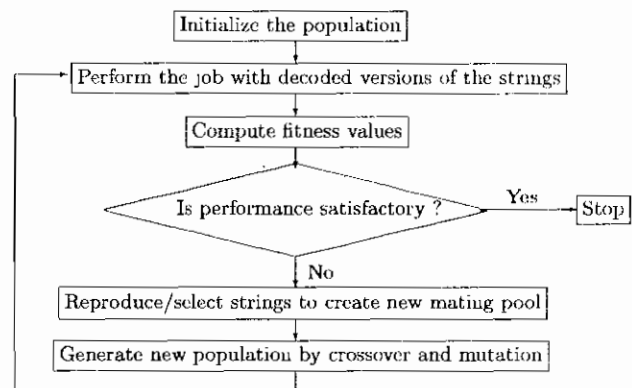 Initialize the population
Perform the job with decoded versions of the strings
Compute fitness values
Is performance satisfactory ?
Yes
Stop
No
Reproduce/select strings to create new mating pool
Generate new population by crossover and mutation